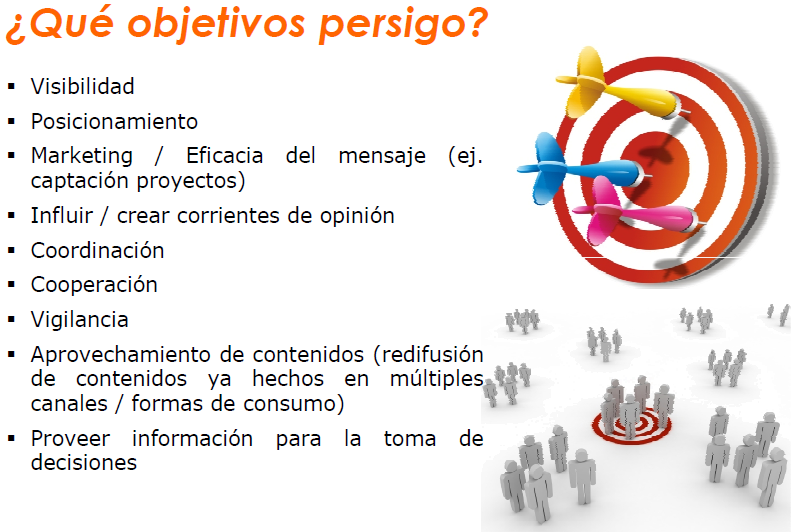 ¿Qué objetivos persigo?
▪ Visibilidad
▪ Posicionamiento
▪ Marketing / Eficacia del mensaje (ej.
captación proyectos)
▪ Influir / crear corrientes de opinión
▪ Coordinación
▪ Cooperación
▪ Vigilancia
▪ Aprovechamiento de contenidos (redifusión
de contenidos ya hechos en múltiples
canales / formas de consumo)
▪ Proveer información para la toma de
decisiones